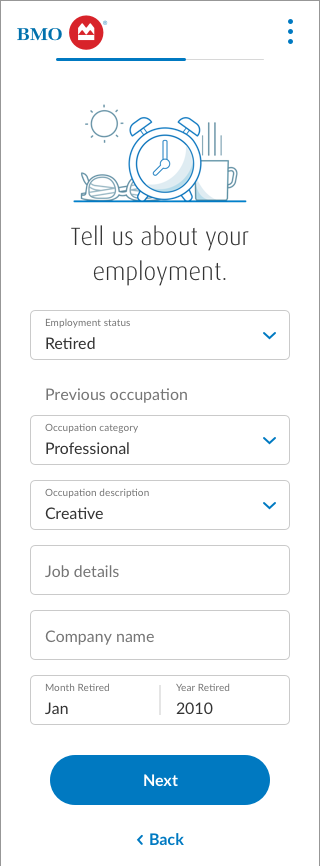 BMO
Tell us about your
employment.
Employment status
Retired
Previous occupation
Occupation category
Professional
Occupation description
Creative
Job details
Company name
Month Retired
Jan
Year Retired
2010
Next
Back